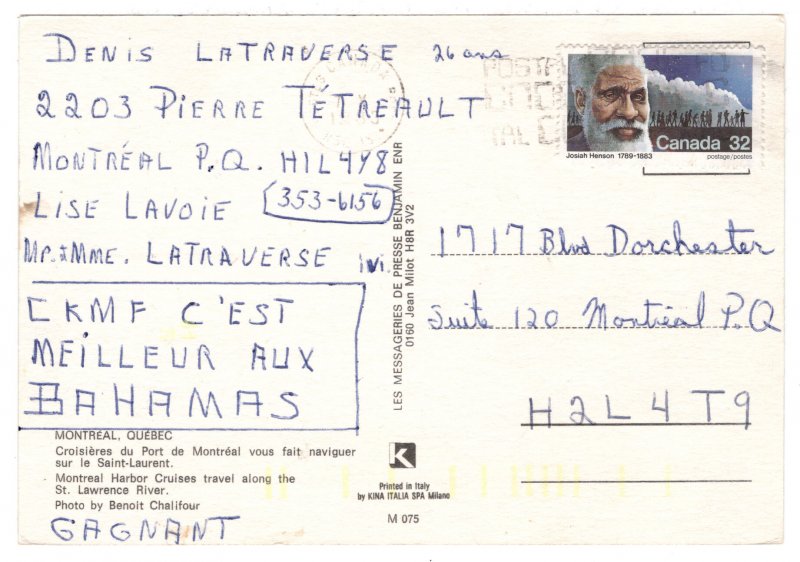 DENIS LATRAVERSE 26 ans
2203 PIERRE TÉTREAULT
MONTRÉAL P.Q. H1L4Y8
LISE LAVOIE 353-6156
MR. & MME. LATRAVERSE
CKMF C'EST
MEILLEUR AUX
BAHAMAS
MONTRÉAL, QUÉBEC
Croisières du Port de Montréal vous fait naviguer
sur le Saint-Laurent.
Montreal Harbor Cruises travel along the
St. Lawrence River.
Photo by Benoit Chalifour
GAGNANT
LES MESSAGERIES DE PRESSE BENJAMIN ENR
0160 Jean Milot H8R 3V2
K
Printed in Italy
by KINA ITALIA SPA Milano
M 075
Canada 32
Josiah Henson 1789-1883 postage/postes
1717 Blvd Dorchester
Suite 120 Montréal P.Q
H2L4T9